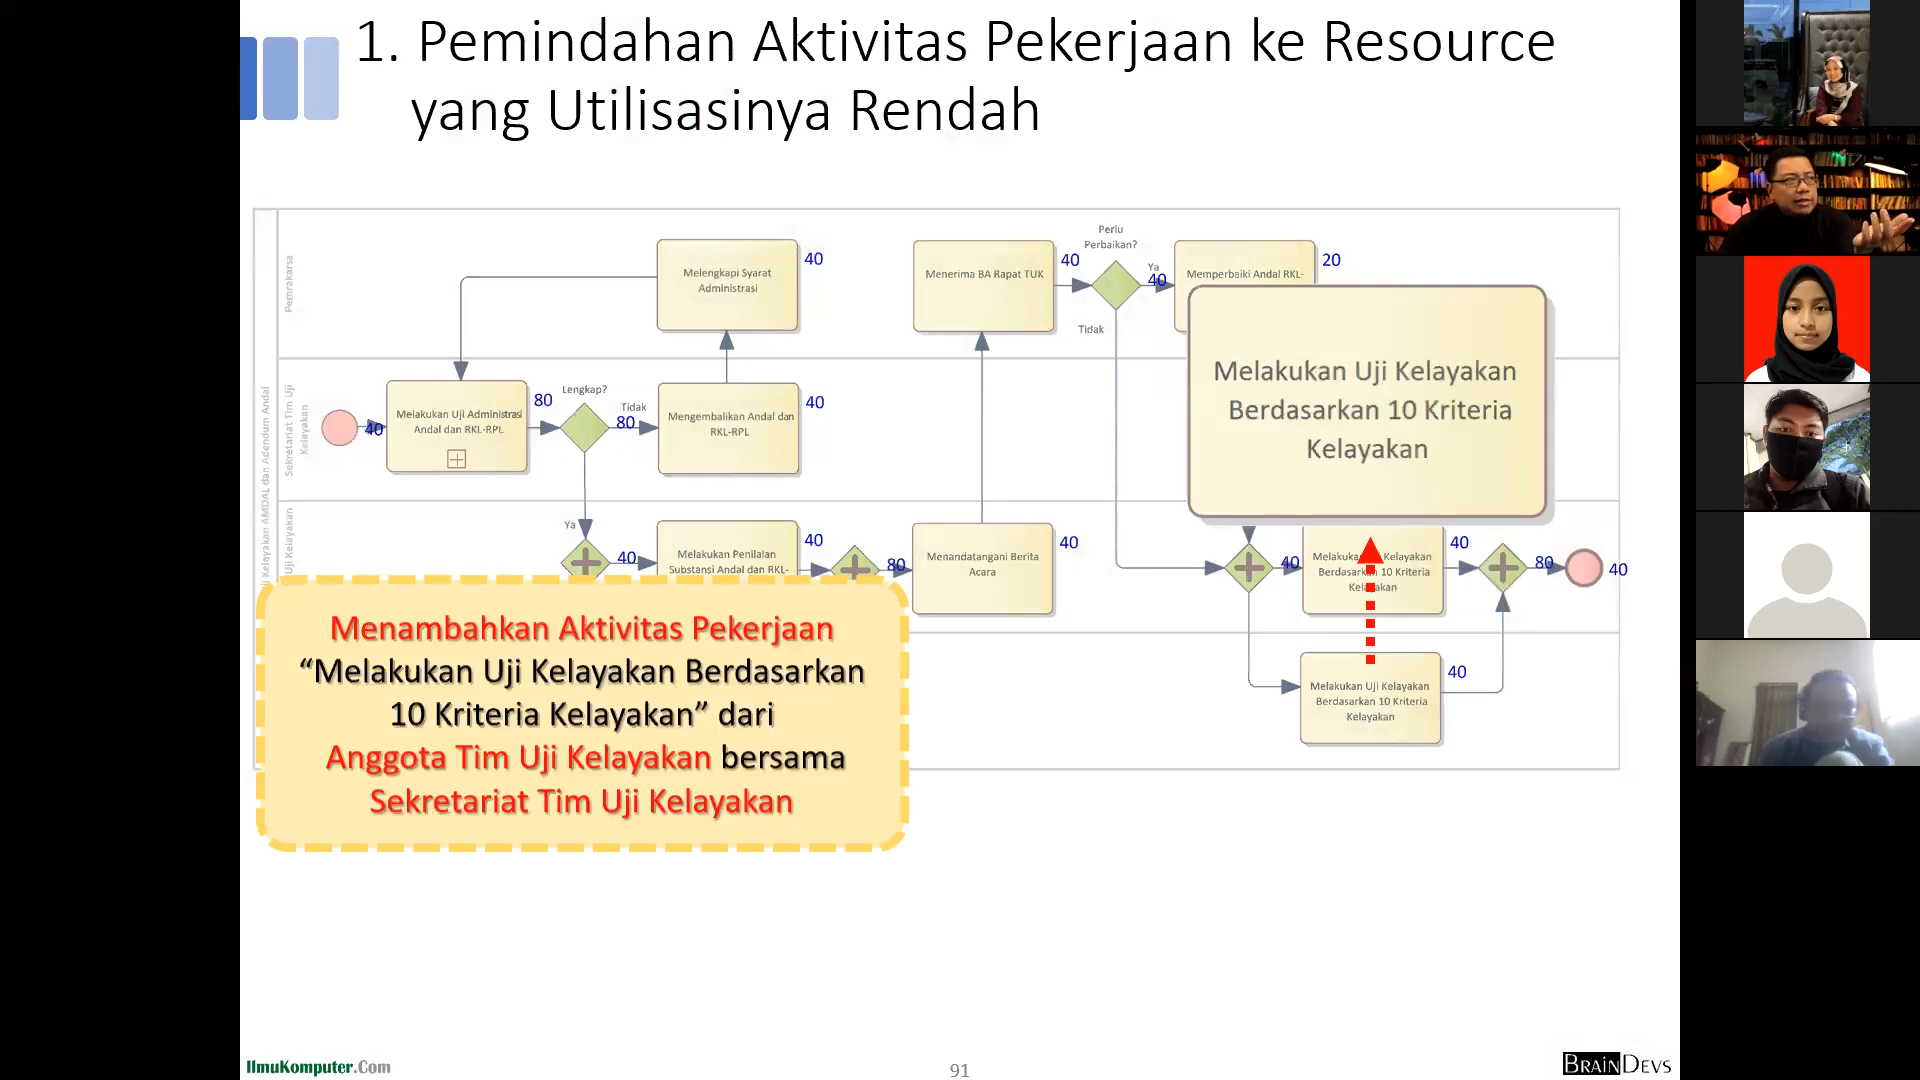 1. Pemindahan Aktivitas Pekerjaan ke Resource
yang Utilisasinya Rendah
Pemrakarsa
Sekretariat Tim Uji
Kelayakan
Uji Kelayakan
Uji Kelayakan AMDAL dan Adendum Andal
Melengkapi Syarat
Administrasi
40
Menerima BA Rapat TUK
40
Perlu
Perbaikan?
Ya
40
Tidak
Memperbaiki Andal RKL-
20
40
Melakukan Uji Administrasi
Andal dan RKL-RPL
80
Lengkap?
Tidak
80
Mengembalikan Andal dan
RKL-RPL
40
Melakukan Uji Kelayakan
Berdasarkan 10 Kriteria
Kelayakan
Ya
40
Melakukan Penilaian
Substansi Andal dan RKL-
40
80
Menandatangani Berita
Acara
40
40
Melakukan Uji Kelayakan
Berdasarkan 10 Kriteria
Kelayakan
40
80
40
Melakukan Uji Kelayakan
Berdasarkan 10 Kriteria
Kelayakan
40
Menambahkan Aktivitas Pekerjaan
“Melakukan Uji Kelayakan Berdasarkan
10 Kriteria Kelayakan” dari
Anggota Tim Uji Kelayakan bersama
Sekretariat Tim Uji Kelayakan
IlmuKomputer.Com
91
BRAINDEVS